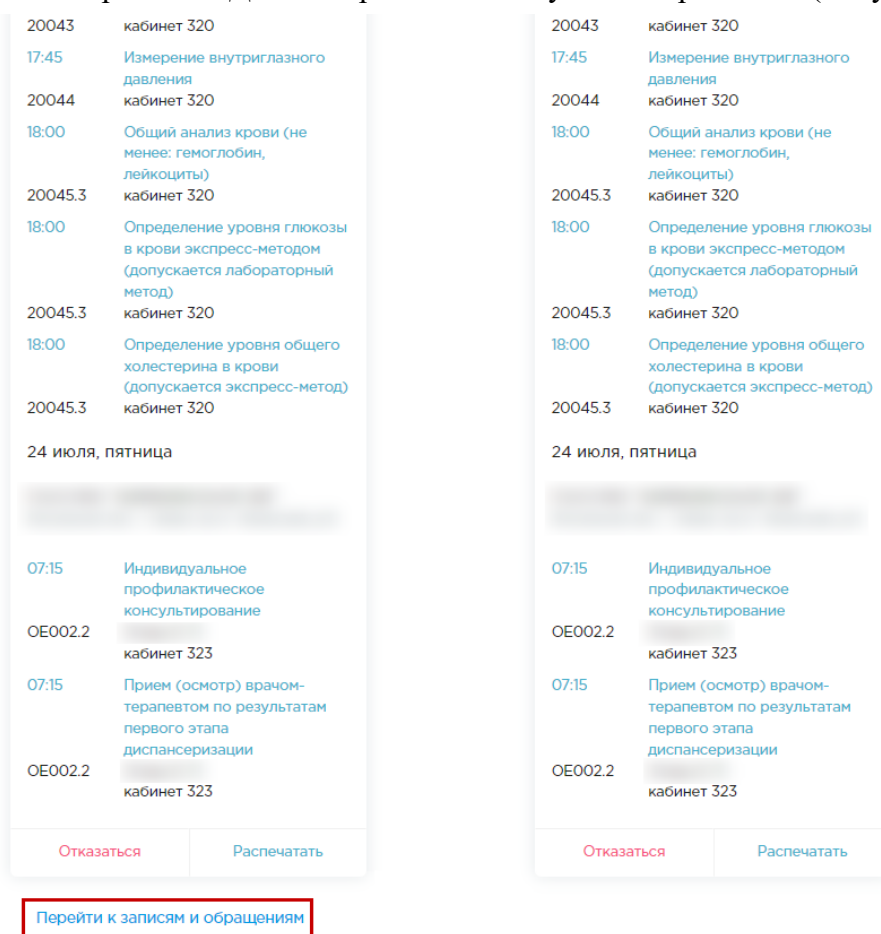 20043 кабинет 320
17:45 Измерение внутриглазного
давления
20044 кабинет 320
18:00 Общий анализ крови (не
менее: гемоглобин,
лейкоциты)
20045.3 кабинет 320
18:00 Определение уровня глюкозы
в крови экспресс-методом
(допускается лабораторный
метод)
20045.3 кабинет 320
18:00 Определение уровня общего
холестерина в крови
(допускается экспресс-метод)
20045.3 кабинет 320
24 июля, пятница
07:15 Индивидуальное
профилактическое
консультирование
OE002.2
кабинет 323
07:15 Прием (осмотр) врачом-
терапевтом по результатам
первого этапа
диспансеризации
OE002.2
кабинет 323
Отказаться Распечатать
Перейти к записям и обращениям
20043 кабинет 320
17:45 Измерение внутриглазного
давления
20044 кабинет 320
18:00 Общий анализ крови (не
менее: гемоглобин,
лейкоциты)
20045.3 кабинет 320
18:00 Определение уровня глюкозы
в крови экспресс-методом
(допускается лабораторный
метод)
20045.3 кабинет 320
18:00 Определение уровня общего
холестерина в крови
(допускается экспресс-метод)
20045.3 кабинет 320
24 июля, пятница
07:15 Индивидуальное
профилактическое
консультирование
OE002.2
кабинет 323
07:15 Прием (осмотр) врачом-
терапевтом по результатам
первого этапа
диспансеризации
OE002.2
кабинет 323
Отказаться Распечатать